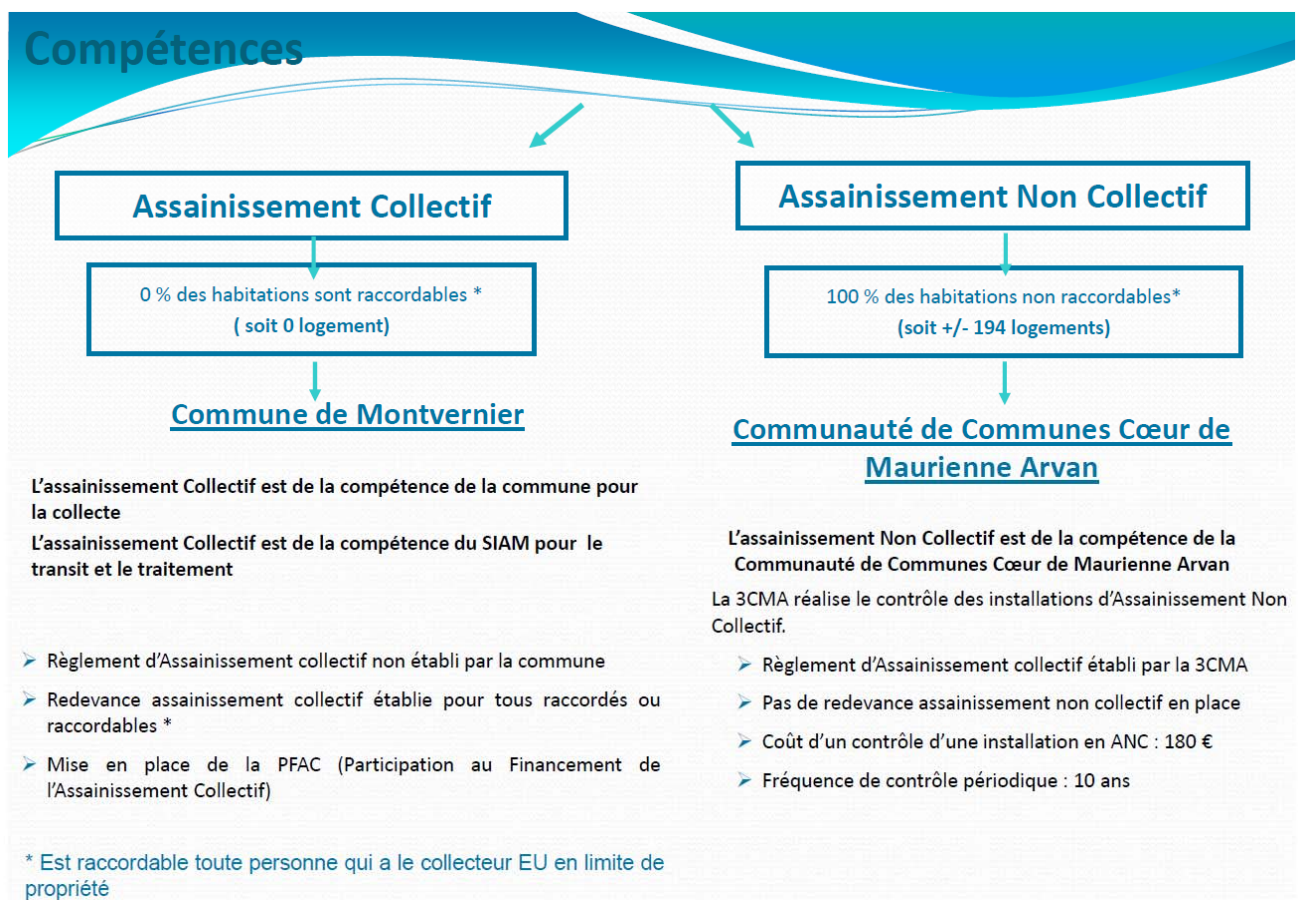 Compétences
Assainissement Collectif
0 % des habitations sont raccordables *
( soit 0 logement)
Commune de Montvernier
L’assainissement Collectif est de la compétence de la commune pour
la collecte
L’assainissement Collectif est de la compétence du SIAM pour le
transit et le traitement
➢ Règlement d’Assainissement collectif non établi par la commune
➢ Redevance assainissement collectif établie pour tous raccordés ou
raccordables *
➢ Mise en place de la PFAC (Participation au Financement de
l’Assainissement Collectif)
* Est raccordable toute personne qui a le collecteur EU en limite de
propriété
Assainissement Non Collectif
100 % des habitations non raccordables*
(soit +/- 194 logements)
Communauté de Communes Cœur de
Maurienne Arvan
L’assainissement Non Collectif est de la compétence de la
Communauté de Communes Cœur de Maurienne Arvan
La 3CMA réalise le contrôle des installations d’Assainissement Non
Collectif.
➢ Règlement d’Assainissement collectif établi par la 3CMA
➢ Pas de redevance assainissement non collectif en place
➢ Coût d’un contrôle d’une installation en ANC : 180 €
➢ Fréquence de contrôle périodique : 10 ans